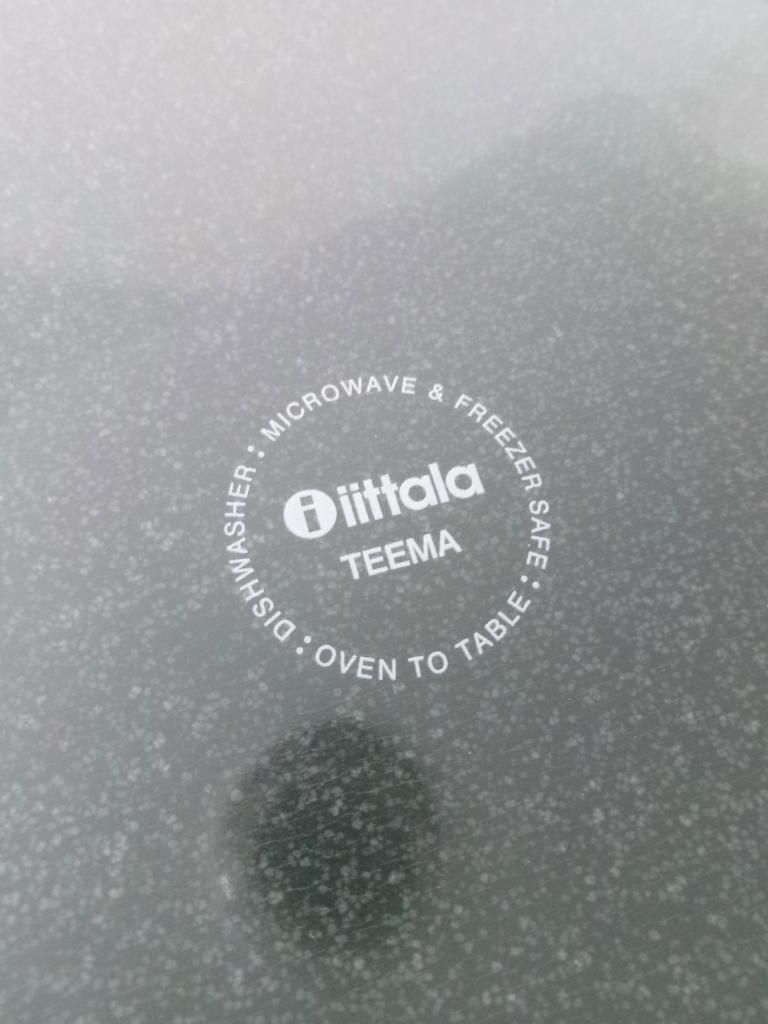 MICROWAVE & FREEZER SAFE : OVEN TO TABLE : DISHWASHER :
i iittala
TEEMA